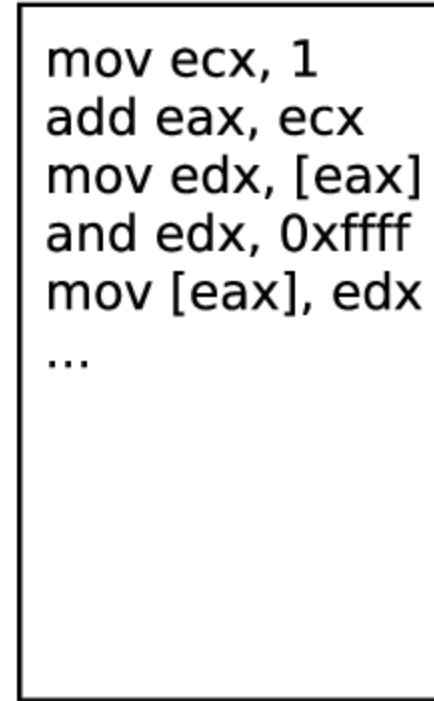 mov ecx, 1
add eax, ecx
mov edx, [eax]
and edx, 0xffff
mov [eax], edx
...